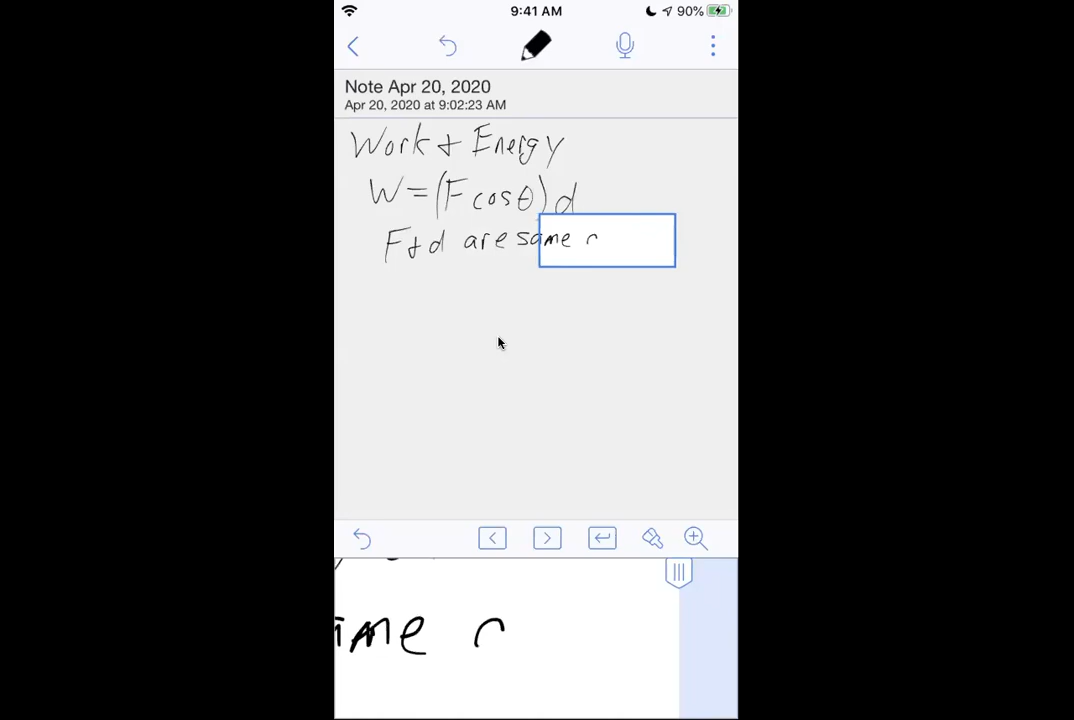 9:41 AM
90%
Note Apr 20, 2020
Apr 20, 2020 at 9:02:23 AM
Work + Energy
W = (F cos θ) d
F + d are same
me